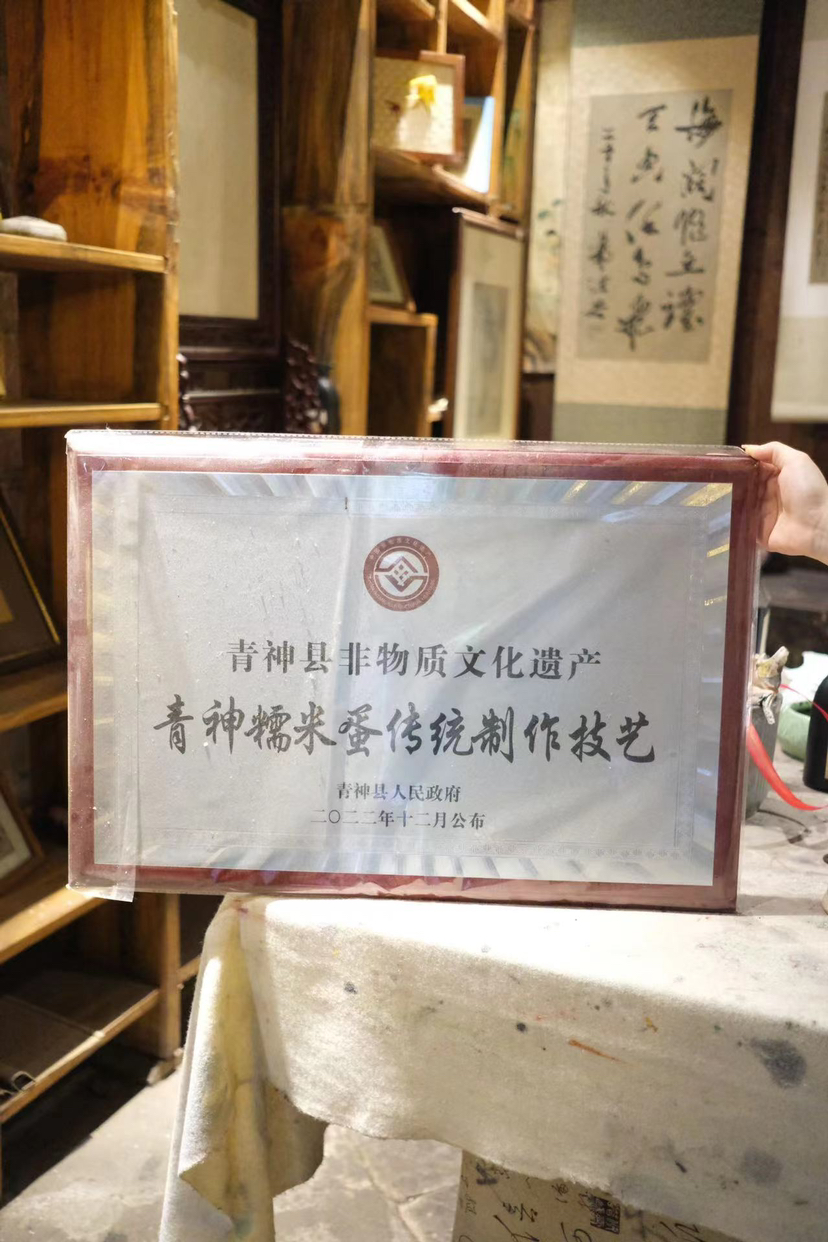 青神县非物质文化遗产
青神糯米蛋传统制作技艺
青神县人民政府
二〇二二年十二月公布